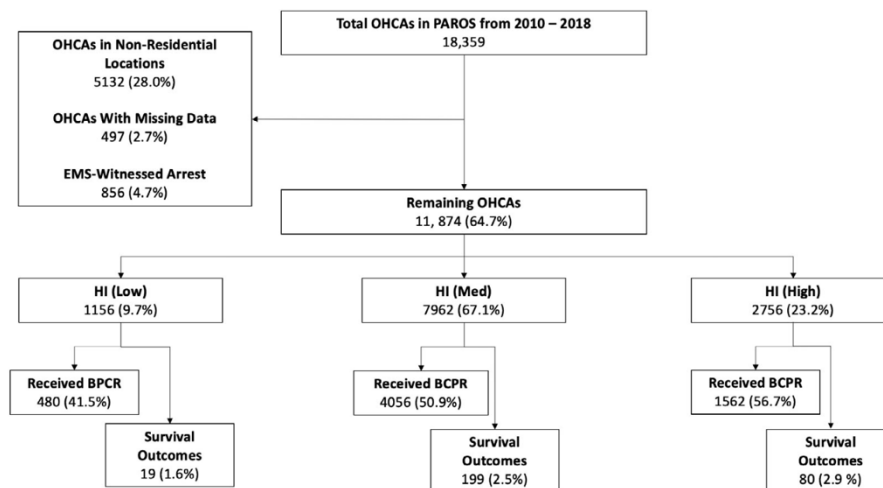 Total OHCAs in PAROS from 2010 – 2018
18,359
OHCAs in Non-Residential
Locations
5132 (28.0%)
OHCAs With Missing Data
497 (2.7%)
EMS-Witnessed Arrest
856 (4.7%)
Remaining OHCAs
11, 874 (64.7%)
HI (Low)
1156 (9.7%)
HI (Med)
7962 (67.1%)
HI (High)
2756 (23.2%)
Received BPCR
480 (41.5%)
Received BCPR
4056 (50.9%)
Received BCPR
1562 (56.7%)
Survival
Outcomes
19 (1.6%)
Survival
Outcomes
199 (2.5%)
Survival
Outcomes
80 (2.9 %)